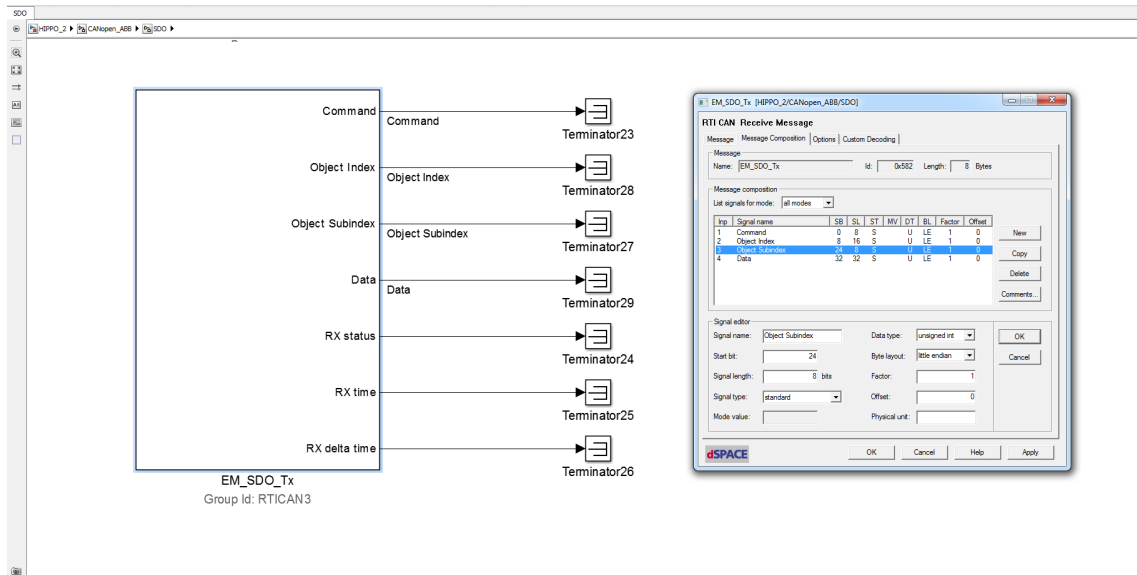 SDO
HIPPO_2 ▶ CANopen_ABB ▶ SDO ▶
Command
Command
Terminator23
Object Index
Object Index
Terminator28
Object Subindex
Object Subindex
Terminator27
Data
Data
Terminator29
RX status
Terminator24
RX time
Terminator25
RX delta time
Terminator26
EM_SDO_Tx
Group Id: RTICAN3
EM_SDO_Tx [HIPPO_2/CANopen_ABB/SDO]
RTI CAN Receive Message
Message Message Composition Options Custom Decoding
Message
Name: EM_SDO_Tx Id: 0x582 Length: 8 Bytes
Message composition
List signals for mode: all modes
Inp Signal name SB SL ST MV DT BL Factor Offset
1 Command 0 8 S U LE 1 0
2 Object Index 8 16 S U LE 1 0
3 Object Subindex 24 8 S U LE 1 0
4 Data 32 32 S U LE 1 0
New
Copy
Delete
Comments...
Signal editor
Signal name: Object Subindex Data type: unsigned int
Start bit: 24 Byte layout: little endian
Signal length: 8 bits Factor: 1
Signal type: standard Offset: 0
Mode value: Physical unit:
OK
Cancel
dSPACE
OK Cancel Help Apply